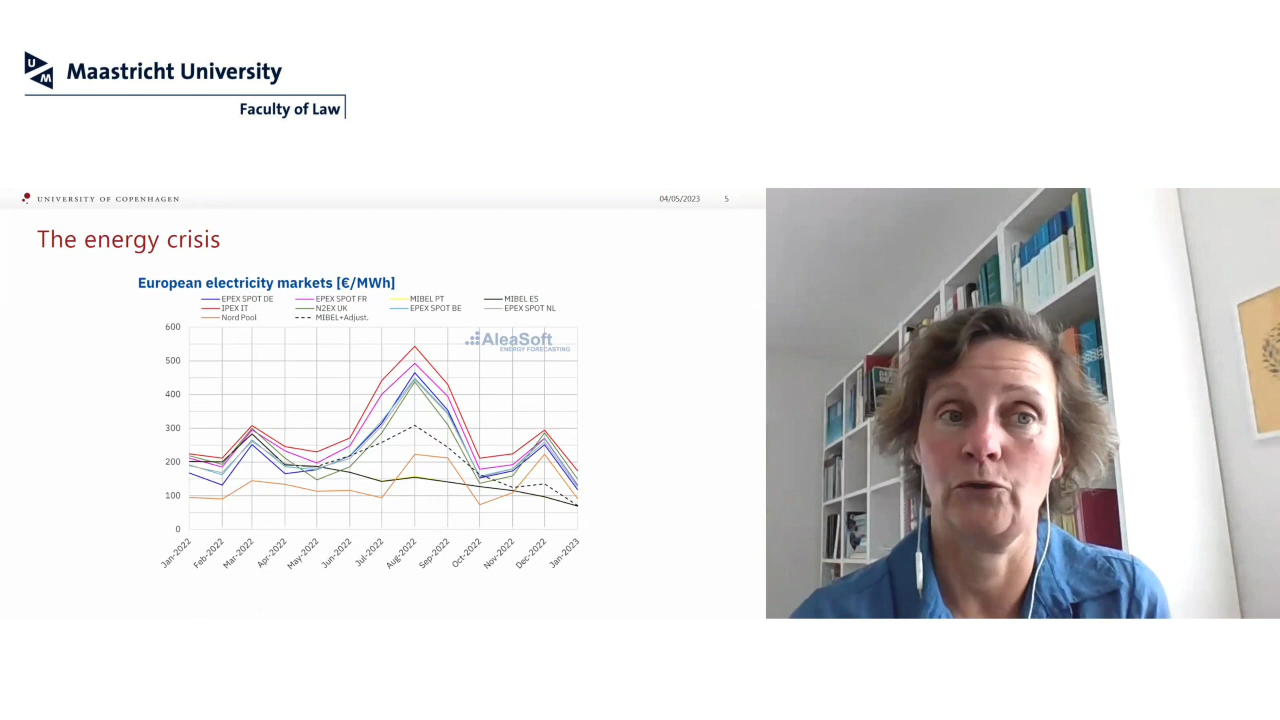 U
M
Maastricht University
Faculty of Law
UNIVERSITY OF COPENHAGEN
04/05/2023
5
The energy crisis
European electricity markets [€/MWh]
EPEX SPOT DE
EPEX SPOT FR
MIBEL PT
MIBEL ES
IPEX IT
N2EX UK
EPEX SPOT BE
EPEX SPOT NL
Nord Pool
MIBEL+Adjust.
AleaSoft
ENERGY FORECASTING
600
500
400
300
200
100
0
Jan-2022
Feb-2022
Mar-2022
Apr-2022
May-2022
Jun-2022
Jul-2022
Aug-2022
Sep-2022
Oct-2022
Nov-2022
Dec-2022
Jan-2023